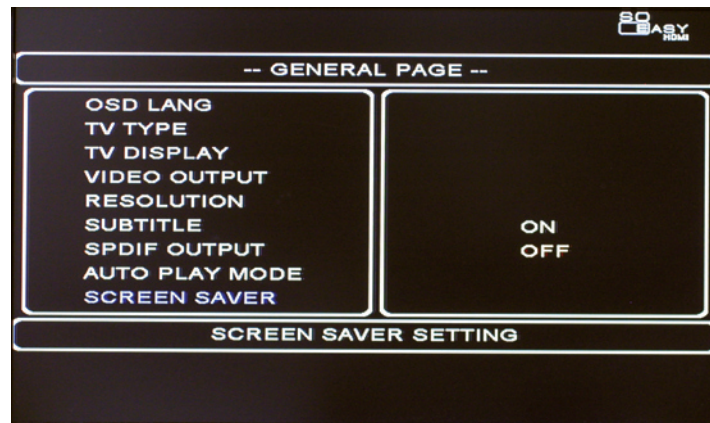 SO EASY HDMI
-- GENERAL PAGE --
OSD LANG
TV TYPE
TV DISPLAY
VIDEO OUTPUT
RESOLUTION
SUBTITLE
SPDIF OUTPUT
AUTO PLAY MODE
SCREEN SAVER
ON
OFF
SCREEN SAVER SETTING